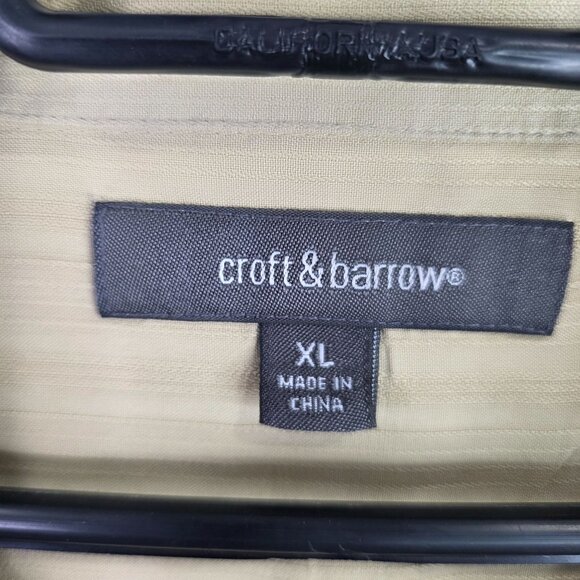 CALIFORNIA USA
croft&barrow®
XL
MADE IN
CHINA